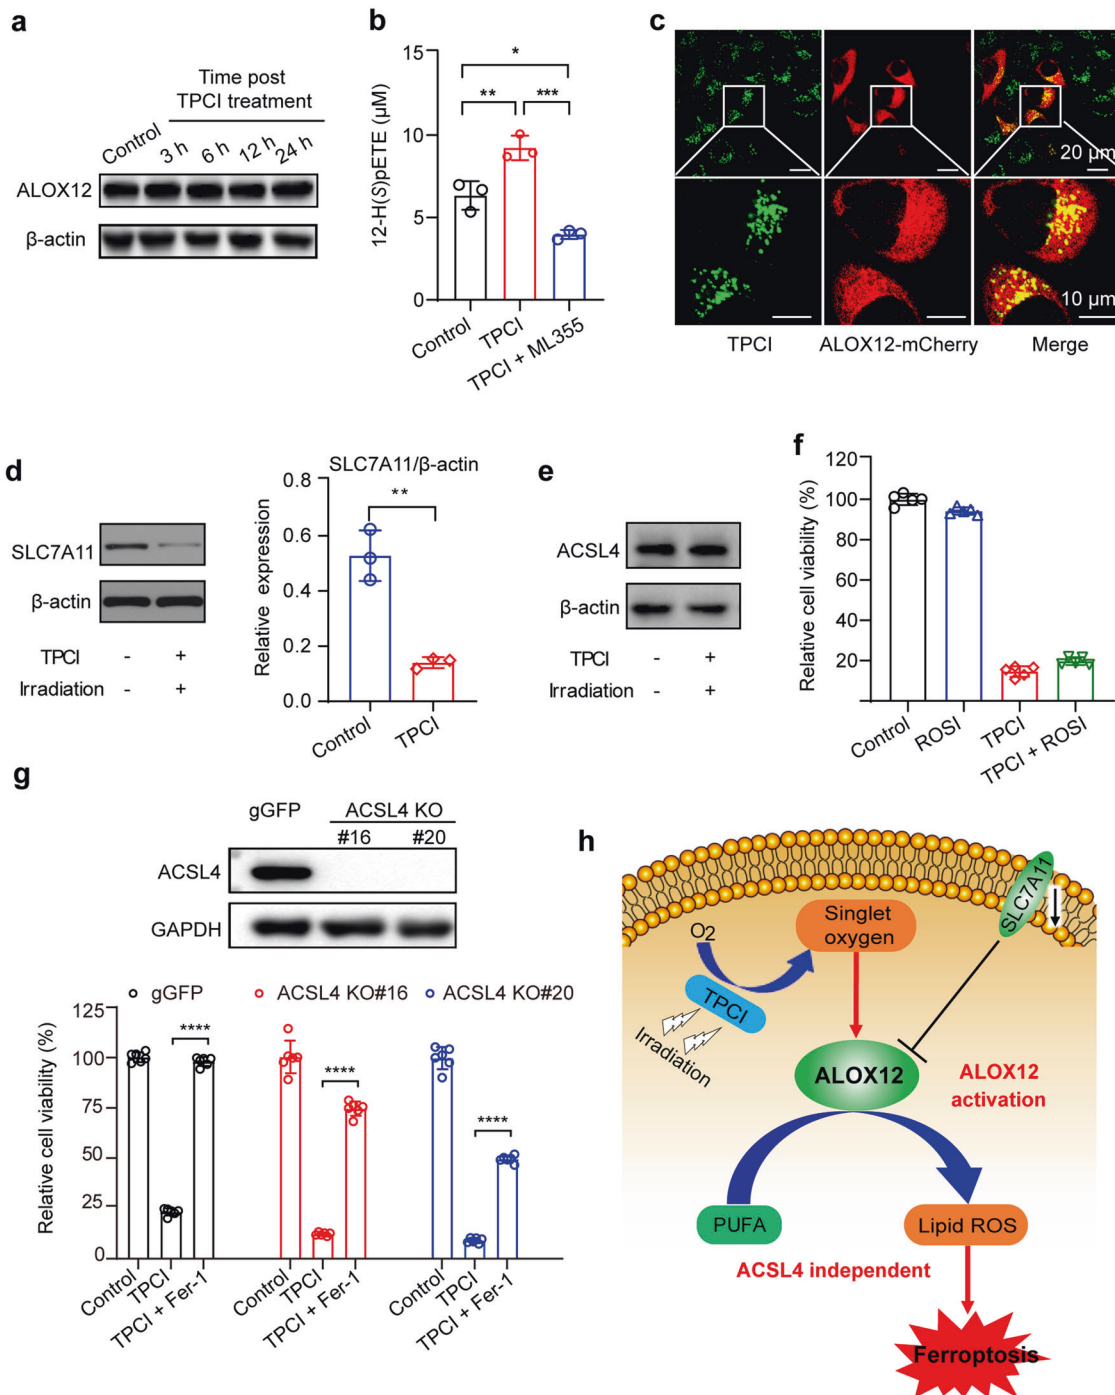 a
Time post
TPCI treatment
Control 3 h 6 h 12 h 24 h
ALOX12
β-actin
b
12-H(S)pETE (μM)
15
10
5
0
*
** ***
Control
TPCI
TPCI + ML355
c
20 μm
10 μm
TPCI ALOX12-mCherry Merge
d
SLC7A11
β-actin
TPCI - +
Irradiation - +
SLC7A11/β-actin
Relative expression
0.8
0.6
0.4
0.2
0.0
**
Control
TPCI
e
ACSL4
β-actin
TPCI - +
Irradiation - +
f
Relative cell viability (%)
120
100
80
60
40
20
Control
ROSI
TPCI
TPCI + ROSI
g
gGFP ACSL4 KO
#16 #20
ACSL4
GAPDH
gGFP ACSL4 KO#16 ACSL4 KO#20
Relative cell viability (%)
125
100
75
50
25
0
****
****
****
Control
TPCI
TPCI + Fer-1
Control
TPCI
TPCI + Fer-1
Control
TPCI
TPCI + Fer-1
h
SLC7A11
Singlet
oxygen
O2
TPCI
Irradiation
ALOX12
ALOX12
activation
PUFA
Lipid ROS
ACSL4 independent
Ferroptosis